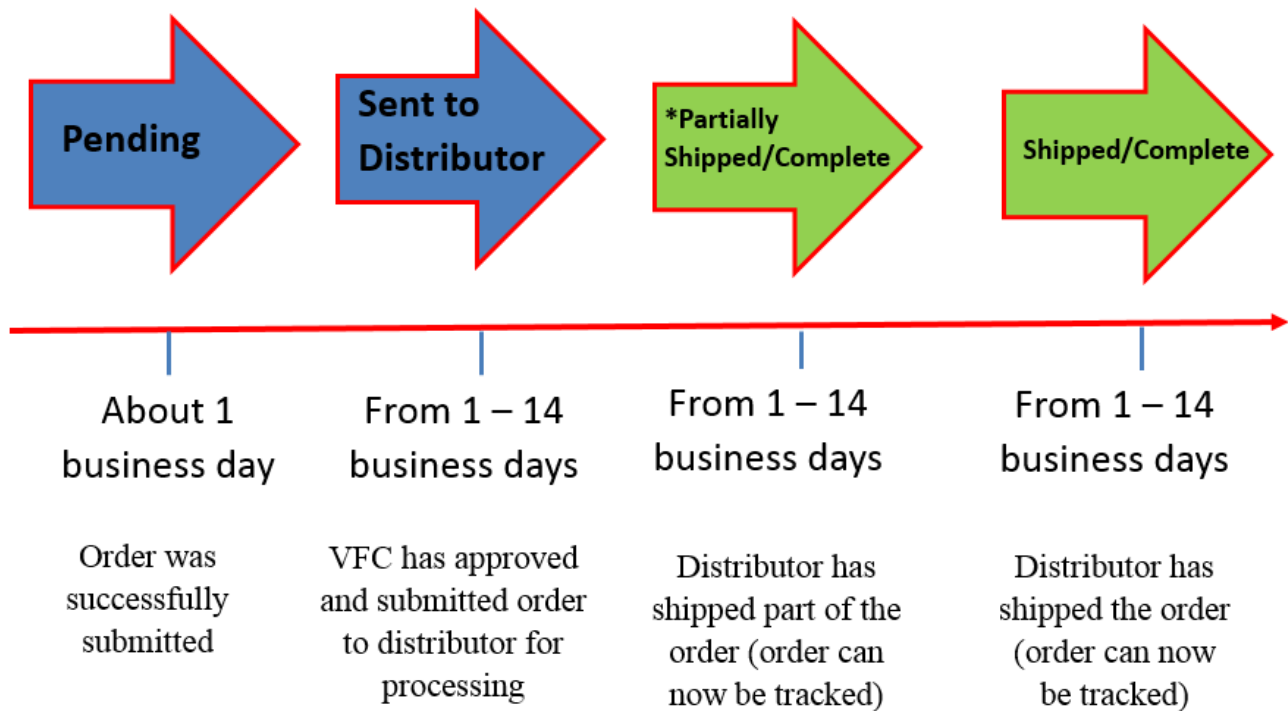 Pending
Sent to
Distributor
*Partially
Shipped/Complete
Shipped/Complete
About 1
business day
From 1 – 14
business days
From 1 – 14
business days
From 1 – 14
business days
Order was
successfully
submitted
VFC has approved
and submitted order
to distributor for
processing
Distributor has
shipped part of the
order (order can
now be tracked)
Distributor has
shipped the order
(order can now
be tracked)